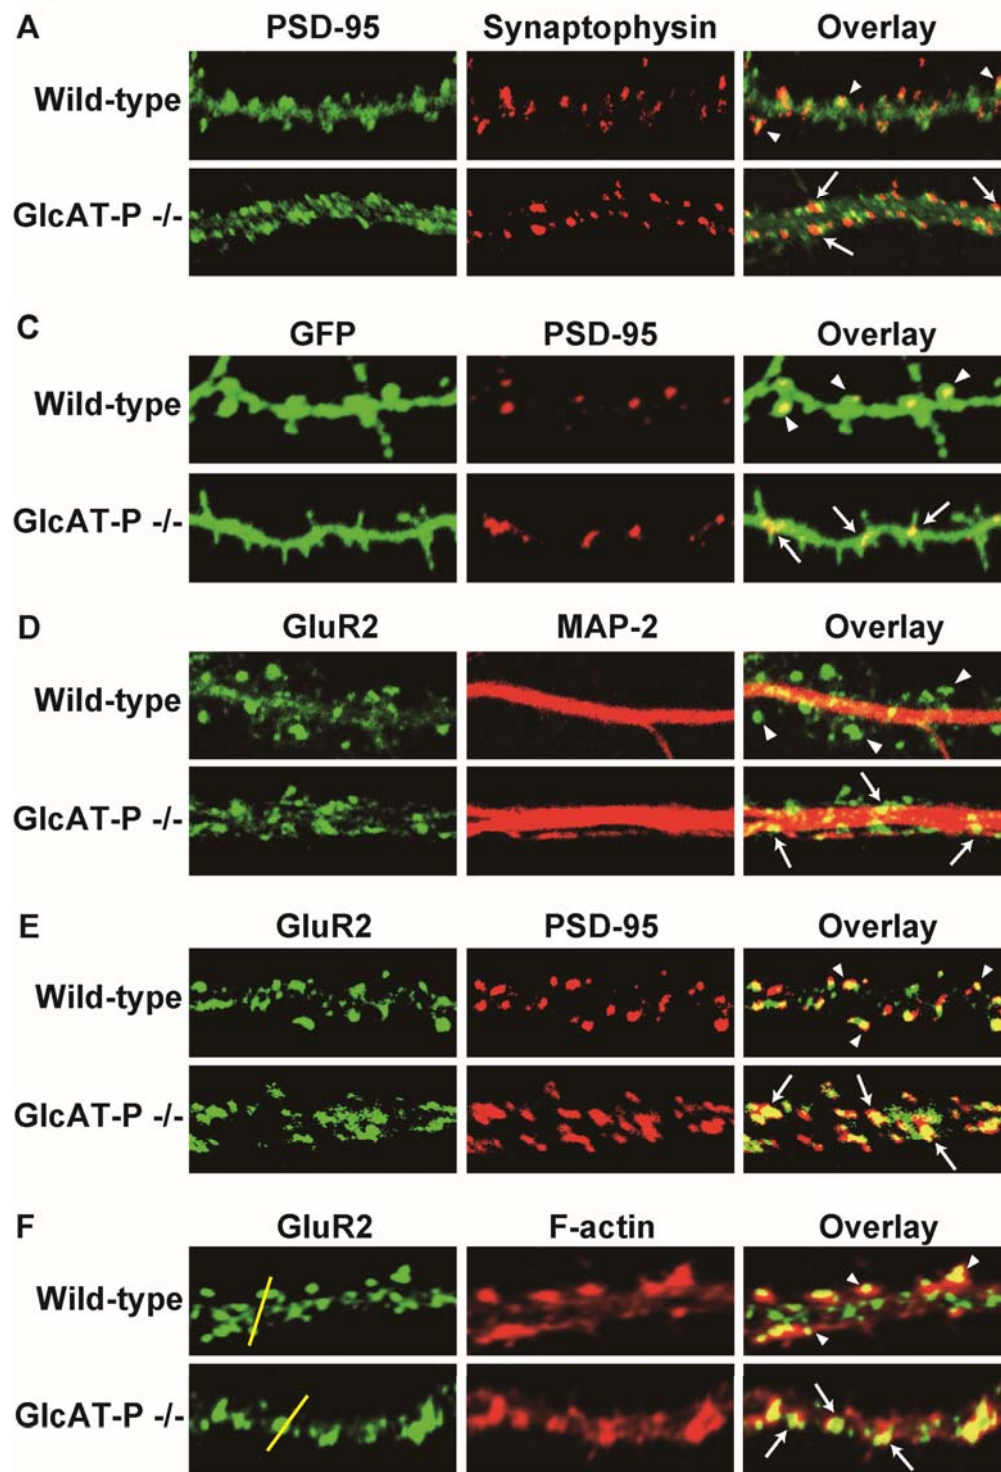 A PSD-95 Synaptophysin Overlay
Wild-type
GlcAT-P -/-
C GFP PSD-95 Overlay
Wild-type
GlcAT-P -/-
D GluR2 MAP-2 Overlay
Wild-type
GlcAT-P -/-
E GluR2 PSD-95 Overlay
Wild-type
GlcAT-P -/-
F GluR2 F-actin Overlay
Wild-type
GlcAT-P -/-